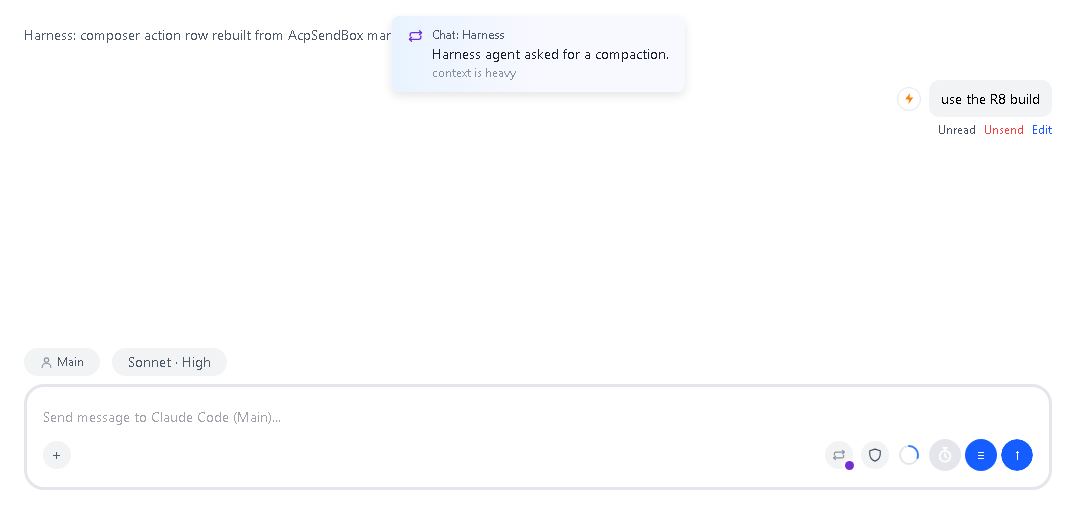 Harness: composer action row rebuilt from AcpSendBox mar
Chat: Harness
Harness agent asked for a compaction.
context is heavy
use the R8 build
Unread Unsend Edit
Main
Sonnet · High
Send message to Claude Code (Main)...